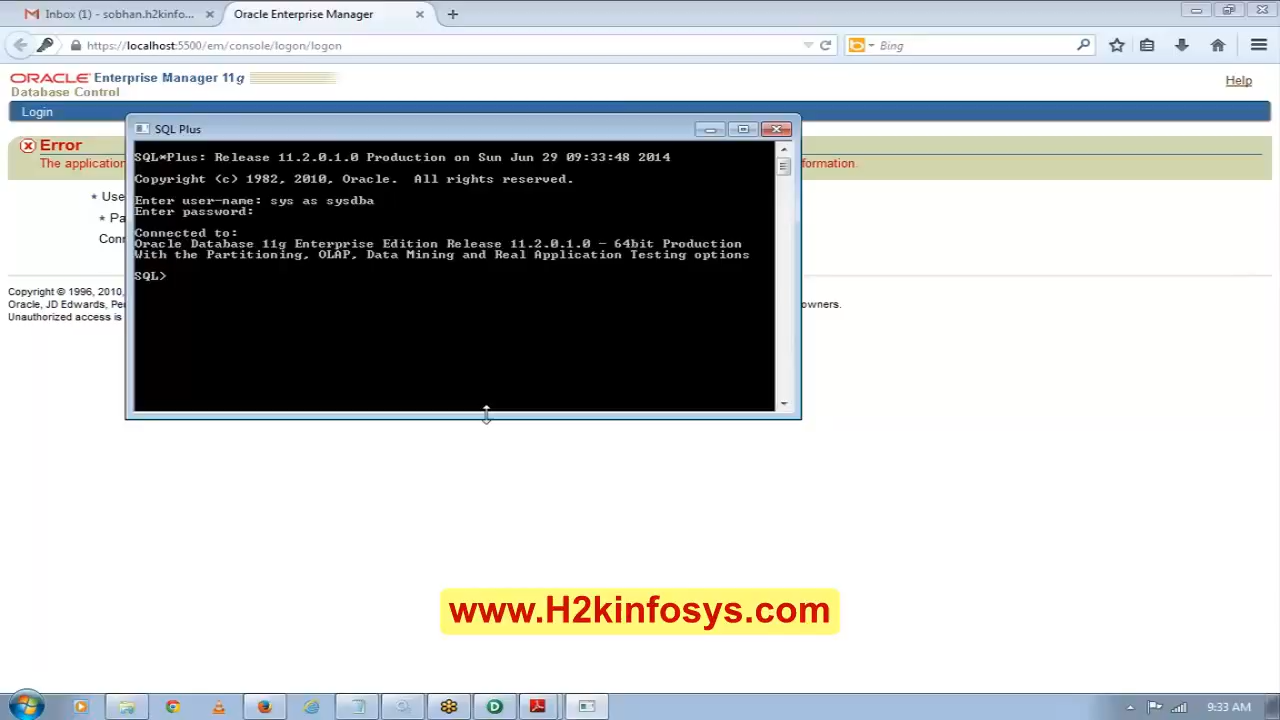 Inbox (1) - sobhan.h2kinfo...
Oracle Enterprise Manager
https://localhost:5500/em/console/logon/logon
Bing
ORACLE Enterprise Manager 11g
Database Control
Help
Login
Error
The application
formation.
SQL Plus
SQL*Plus: Release 11.2.0.1.0 Production on Sun Jun 29 09:33:48 2014
Copyright (c) 1982, 2010, Oracle. All rights reserved.
Enter user-name: sys as sysdba
Enter password:
Connected to:
Oracle Database 11g Enterprise Edition Release 11.2.0.1.0 - 64bit Production
With the Partitioning, OLAP, Data Mining and Real Application Testing options
SQL>
* Use
* Pa
Conn
Copyright © 1996, 2010,
Oracle, JD Edwards, Pe
owners.
Unauthorized access is
www.H2kinfosys.com
9:33 AM